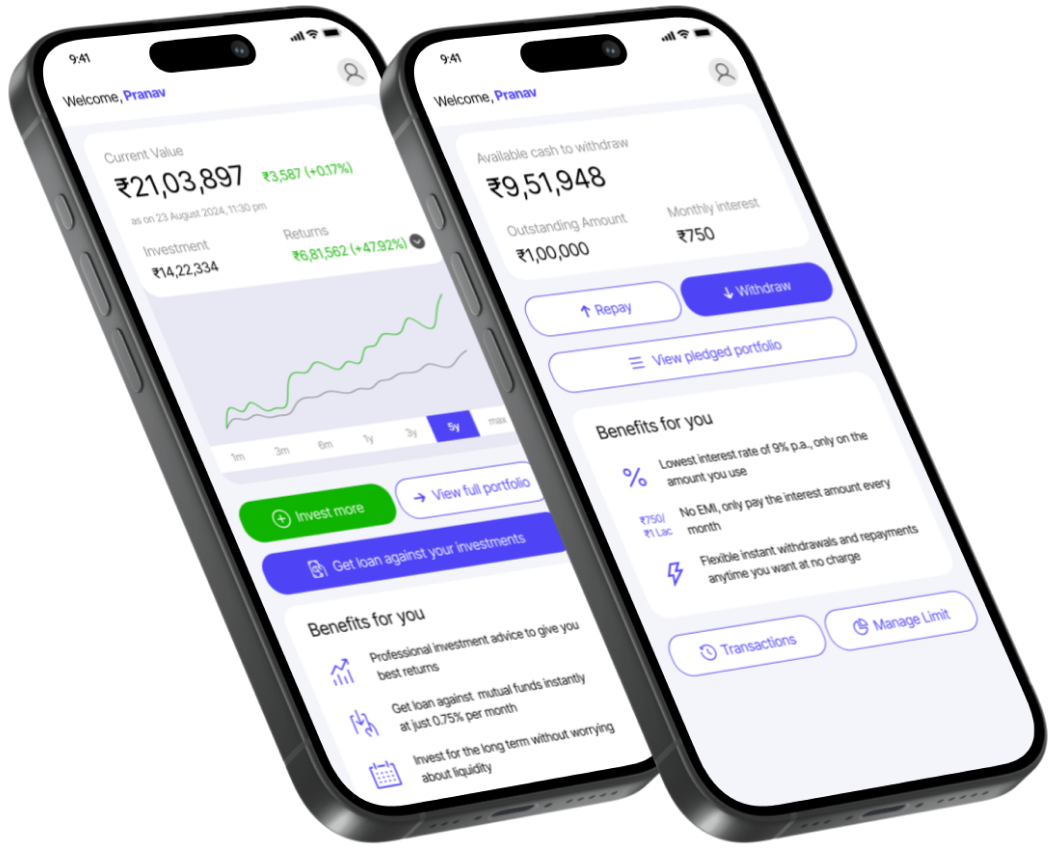 9:41
Welcome, Pranav
Current Value
₹21,03,897 ₹3,587 (+0.17%)
as on 23 August 2024, 11:30 pm
Investment Returns
₹14,22,334 ₹6,81,562 (+47.92%)
1m 3m 6m 1y 3y 5y max
Invest more View full portfolio
Get loan against your investments
Benefits for you
Professional investment advice to give you
best returns
Get loan against mutual funds instantly
at just 0.75% per month
Invest for the long term without worrying
about liquidity
9:41
Welcome, Pranav
Available cash to withdraw
₹9,51,948
Outstanding Amount Monthly interest
₹1,00,000 ₹750
Repay Withdraw
View pledged portfolio
Benefits for you
Lowest interest rate of 9% p.a., only on the
amount you use
₹750/
₹1 Lac
No EMI, only pay the interest amount every
month
Flexible instant withdrawals and repayments
anytime you want at no charge
Transactions Manage Limit